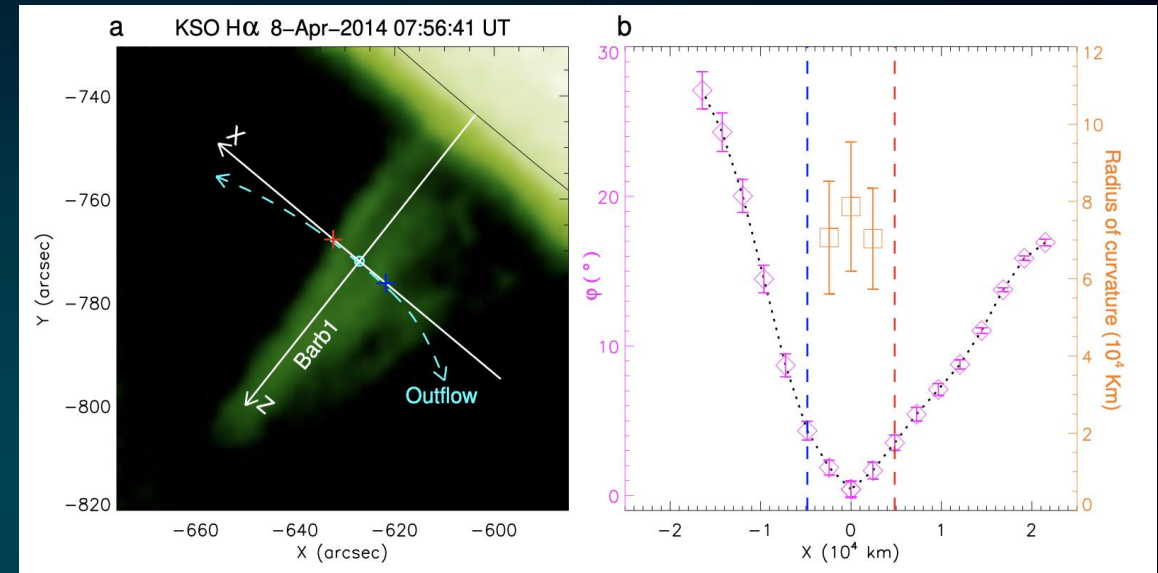 a KSO Hα 8-Apr-2014 07:56:41 UT
-740
-760
-780
-800
-820
Y (arcsec)
X
Barb1
Z
Outflow
-660 -640 -620 -600
X (arcsec)
b
30
20
10
0
φ (°)
12
10
8
6
4
2
0
Radius of curvature (10⁴ Km)
-2 -1 0 1 2
X (10⁴ km)